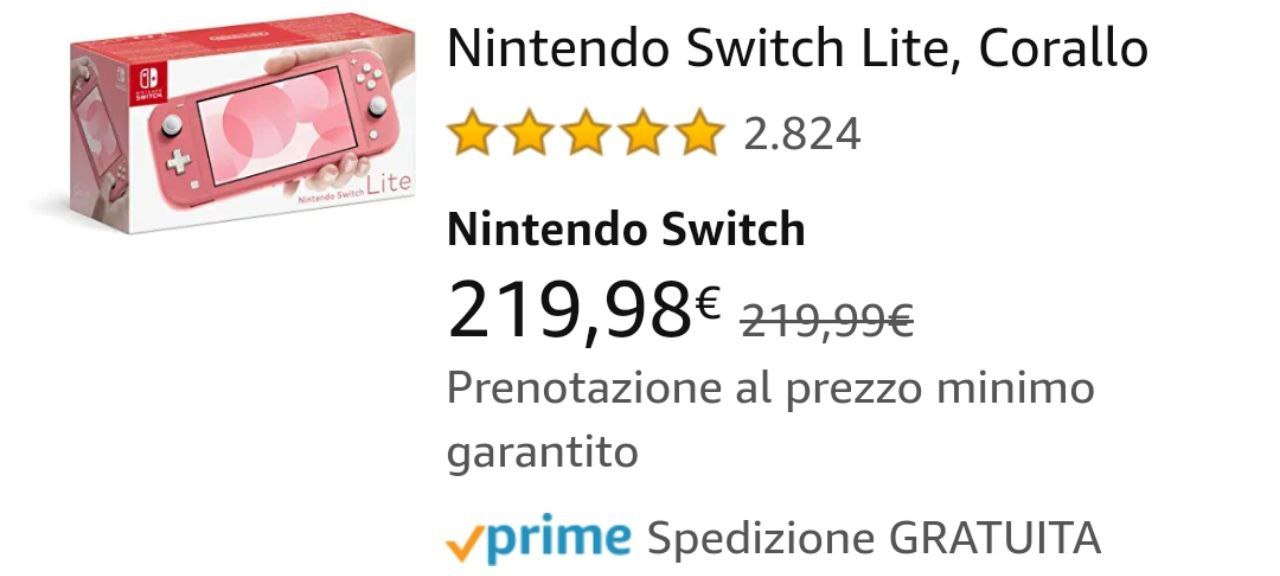 Nintendo
NINTENDO
SWITCH
Nintendo Switch Lite
Nintendo Switch Lite, Corallo
2.824
Nintendo Switch
219,98€ 219,99€
Prenotazione al prezzo minimo
garantito
prime Spedizione GRATUITA